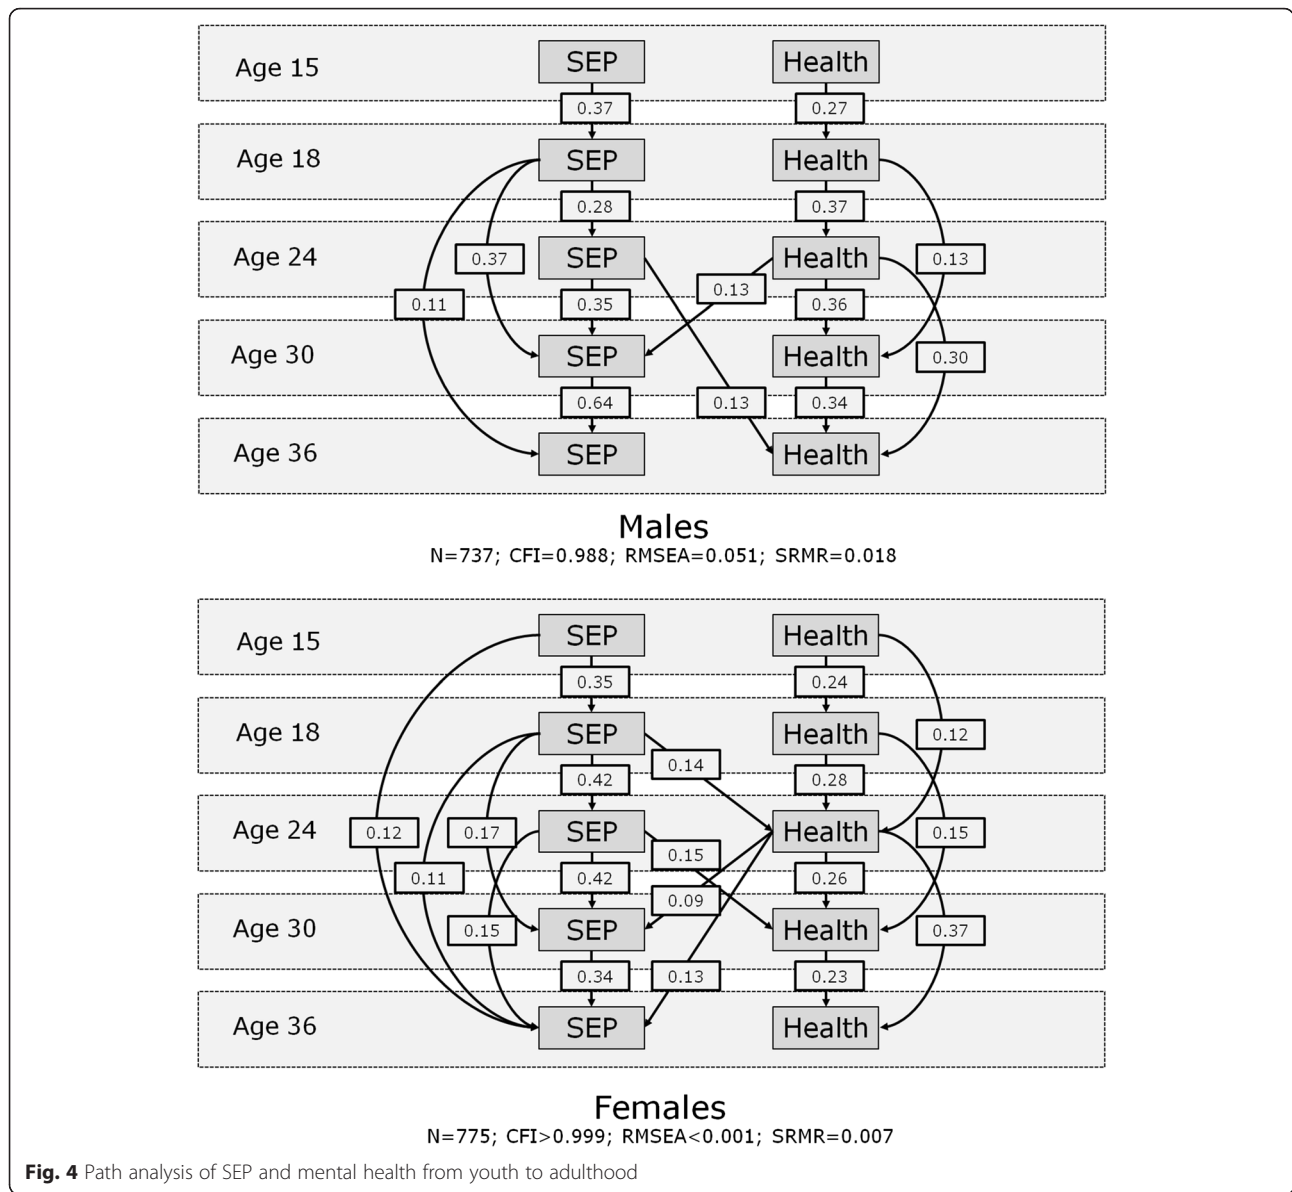 Age 15 SEP Health
0.37 0.27
Age 18 SEP Health
0.28 0.37
Age 24 SEP Health
0.37 0.13
0.13
0.11 0.35 0.36
Age 30 SEP Health
0.30
0.64 0.13 0.34
Age 36 SEP Health
Males
N=737; CFI=0.988; RMSEA=0.051; SRMR=0.018
Age 15 SEP Health
0.35 0.24
Age 18 SEP Health
0.12
0.14
0.42 0.28
Age 24 SEP Health
0.12 0.17 0.15
0.15
0.11 0.42 0.26
0.09
Age 30 SEP Health
0.15 0.37
0.34 0.13 0.23
Age 36 SEP Health
Females
N=775; CFI>0.999; RMSEA<0.001; SRMR=0.007
Fig. 4 Path analysis of SEP and mental health from youth to adulthood